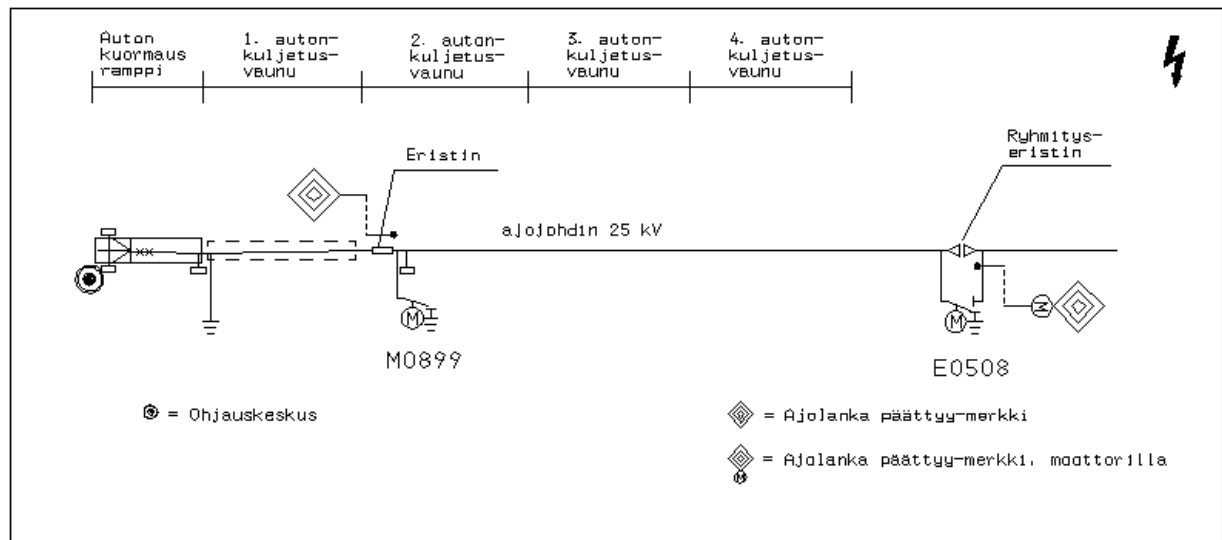 Auton
kuormaus
ramppi
1. auton-
kuljetus-
vaunu
2. auton-
kuljetus-
vaunu
3. auton-
kuljetus-
vaunu
4. auton-
kuljetus-
vaunu
Eristin
Ryhmitys-
eristin
ajojohdin 25 kV
M
M
M
M0899
E0508
= Ohjauskeskus
= Ajolanka päättyy-merkki
= Ajolanka päättyy-merkki, moottorilla
M